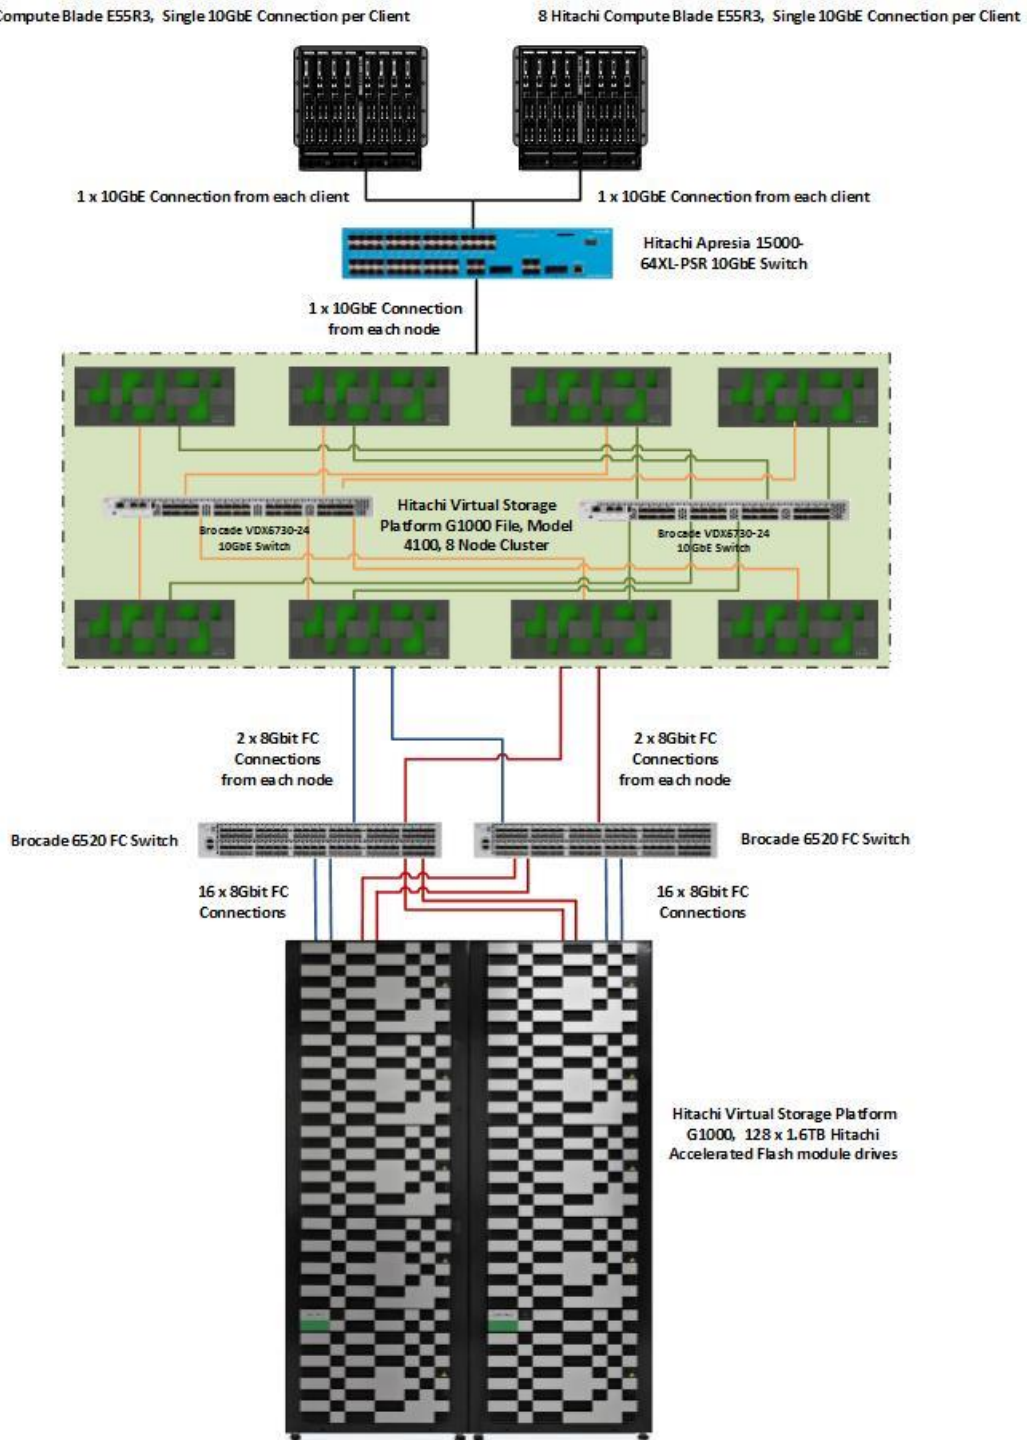 Compute Blade E55R3, Single 10GbE Connection per Client
8 Hitachi Compute Blade E55R3, Single 10GbE Connection per Client
1 x 10GbE Connection from each client
1 x 10GbE Connection from each client
Hitachi Apresia 15000-
64XL-PSR 10GbE Switch
1 x 10GbE Connection
from each node
Hitachi Virtual Storage
Platform G1000 File, Model
4100, 8 Node Cluster
Brocade VDX6730-24
10GbE Switch
Brocade VDX6730-24
10GbE Switch
2 x 8Gbit FC
Connections
from each node
2 x 8Gbit FC
Connections
from each node
Brocade 6520 FC Switch
Brocade 6520 FC Switch
16 x 8Gbit FC
Connections
16 x 8Gbit FC
Connections
Hitachi Virtual Storage Platform
G1000, 128 x 1.6TB Hitachi
Accelerated Flash module drives